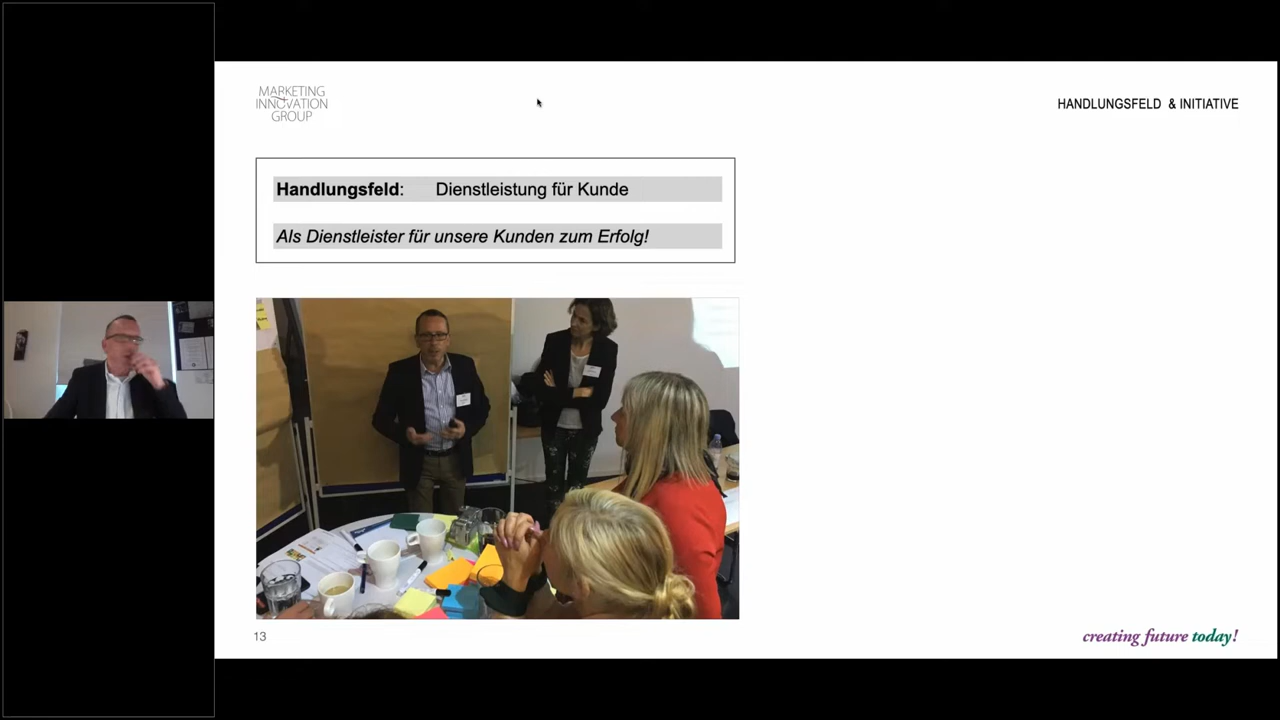 MARKETING
INNOVATION
GROUP
HANDLUNGSFELD & INITIATIVE
Handlungsfeld: Dienstleistung für Kunde
Als Dienstleister für unsere Kunden zum Erfolg!
13
creating future today!